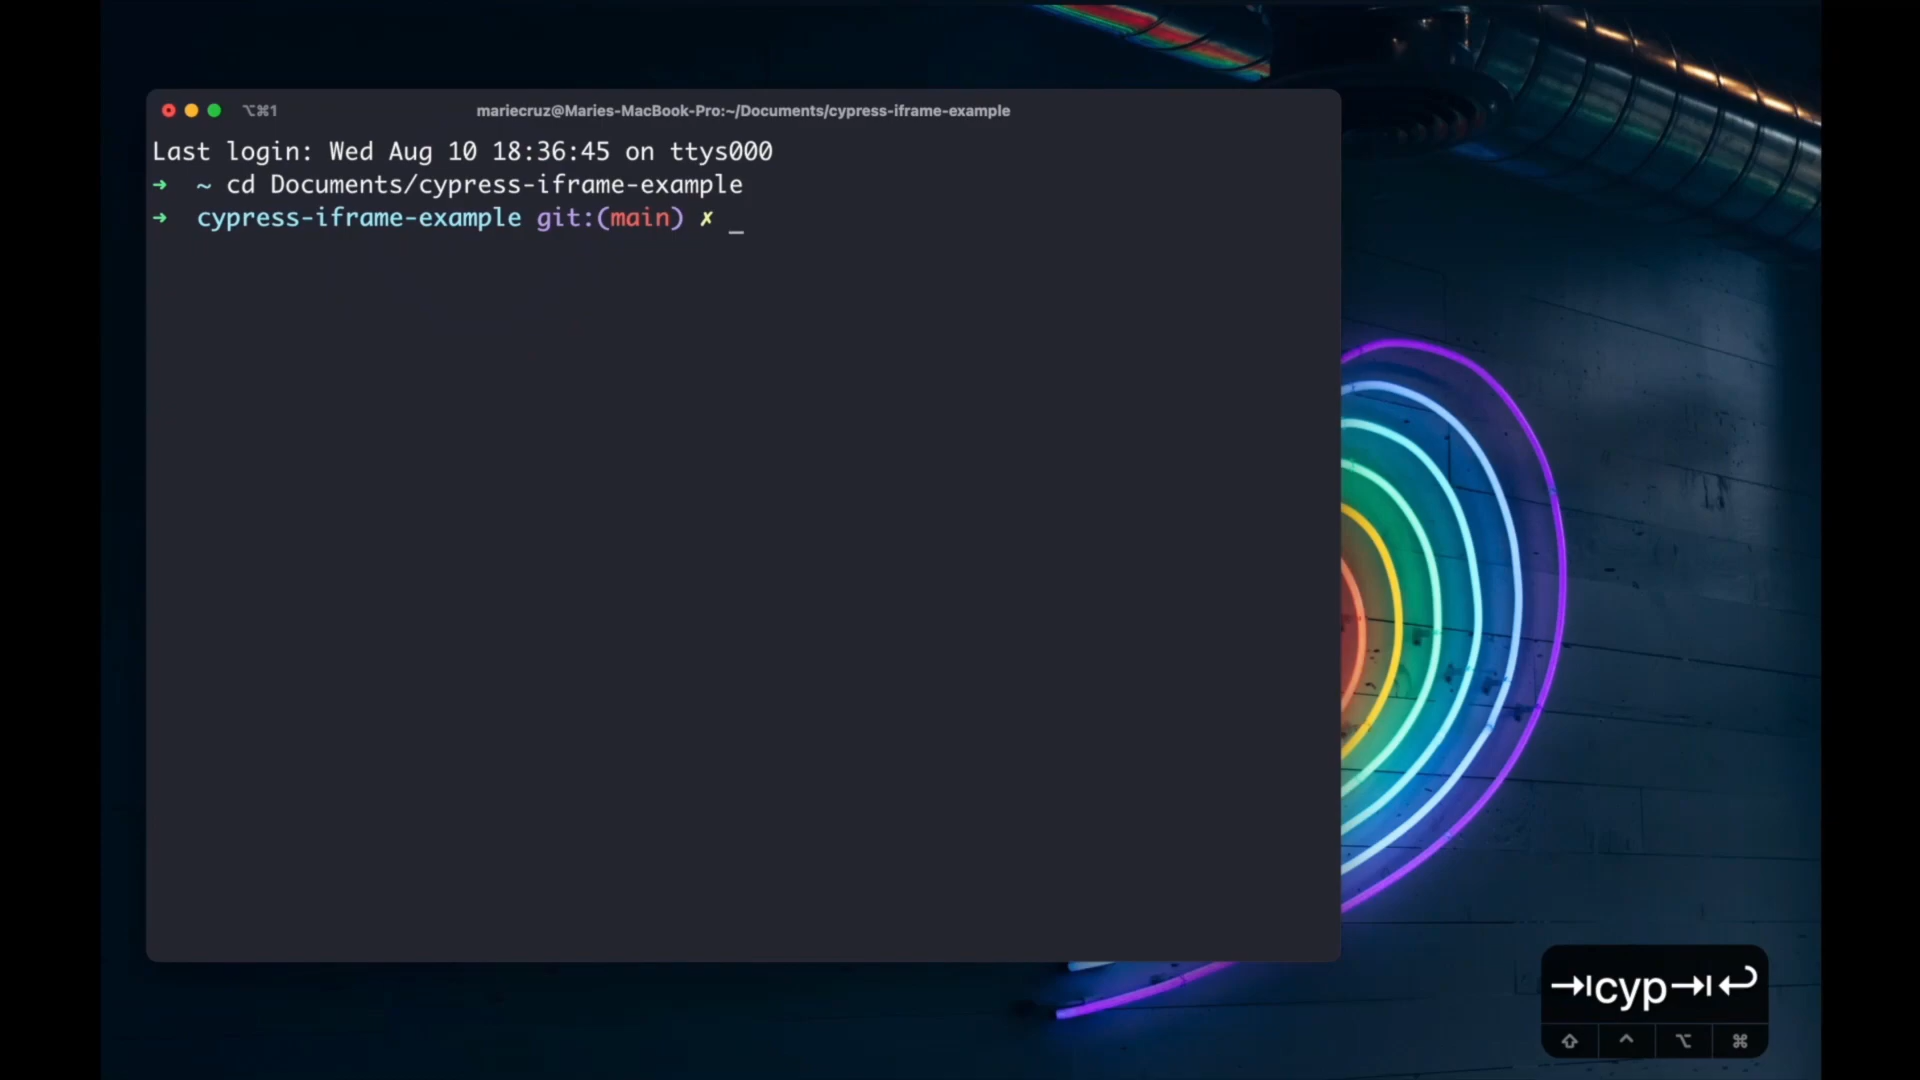 ⌥⌘1
mariecruz@Maries-MacBook-Pro:~/Documents/cypress-iframe-example
Last login: Wed Aug 10 18:36:45 on ttys000
➜ ~ cd Documents/cypress-iframe-example
➜ cypress-iframe-example git:(main) ✗ _
⇥cyp⇥↩
⇧ ⌃ ⌥ ⌘